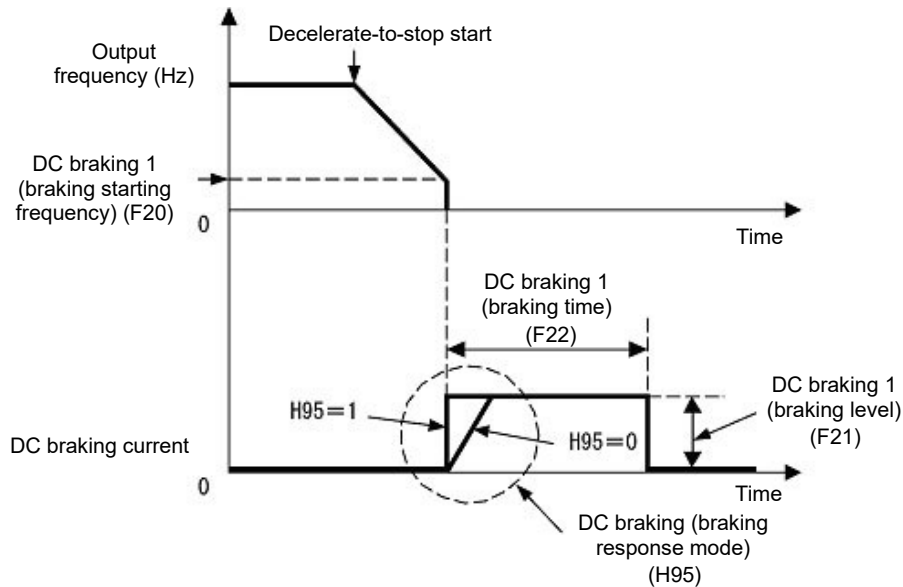 Decelerate-to-stop start
Output
frequency (Hz)
DC braking 1
(braking starting
frequency) (F20)
0
Time
DC braking 1
(braking time)
(F22)
H95=1
H95=0
DC braking 1
(braking level)
(F21)
DC braking current
0
Time
DC braking (braking
response mode)
(H95)